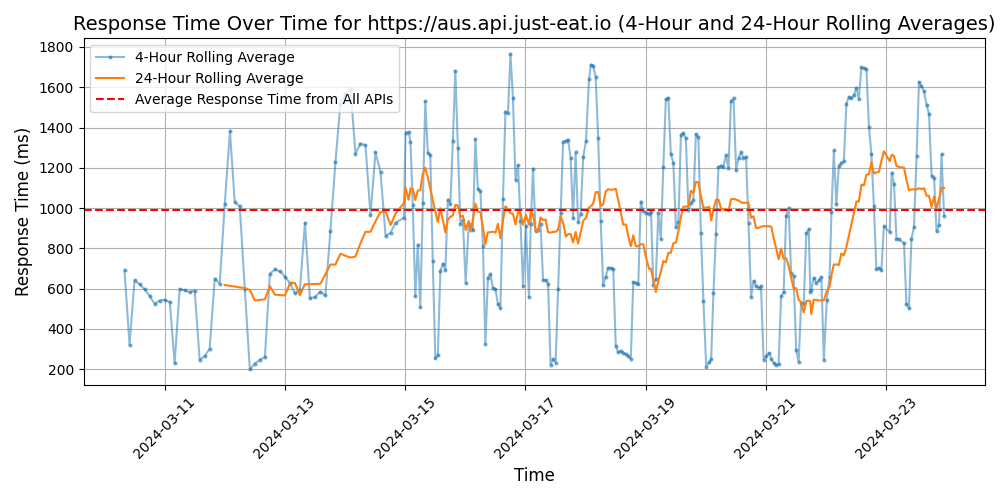 Response Time Over Time for https://aus.api.just-eat.io (4-Hour and 24-Hour Rolling Averages)
4-Hour Rolling Average
24-Hour Rolling Average
Average Response Time from All APIs
Response Time (ms)
1800
1600
1400
1200
1000
800
600
400
200
2024-03-11
2024-03-13
2024-03-15
2024-03-17
2024-03-19
2024-03-21
2024-03-23
Time